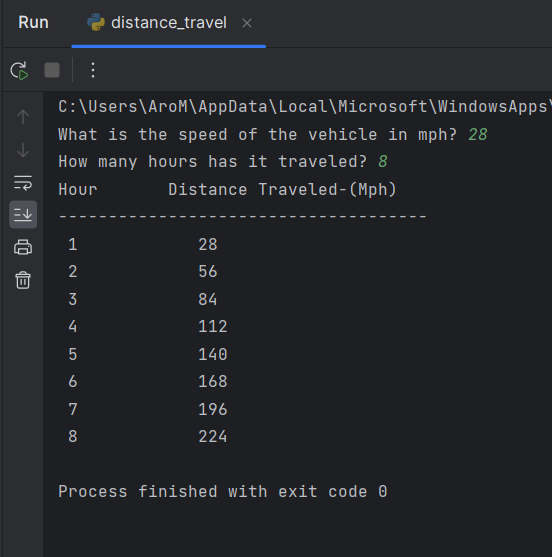 Run distance_travel
C:\Users\AroM\AppData\Local\Microsoft\WindowsApps\
What is the speed of the vehicle in mph? 28
How many hours has it traveled? 8
Hour       Distance Traveled-(Mph)
-------------------------------------
1            28
2            56
3            84
4            112
5            140
6            168
7            196
8            224
Process finished with exit code 0